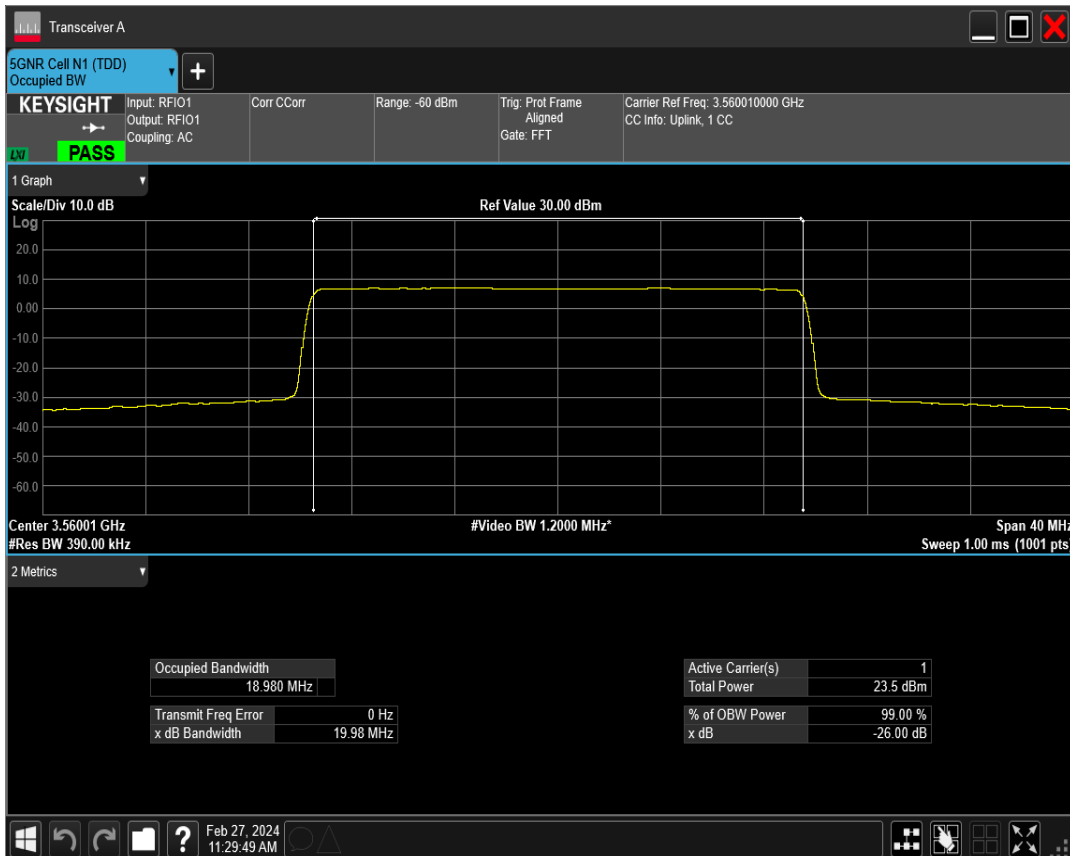 Transceiver A
5GNR Cell N1 (TDD)
Occupied BW
KEYSIGHT
LXI
PASS
Input: RFIO1
Output: RFIO1
Coupling: AC
Corr CCorr
Range: -60 dBm
Trig: Prot Frame
Aligned
Gate: FFT
Carrier Ref Freq: 3.560010000 GHz
CC Info: Uplink, 1 CC
1 Graph
Scale/Div 10.0 dB
Ref Value 30.00 dBm
Log
20.0
10.0
0.00
-10.0
-20.0
-30.0
-40.0
-50.0
-60.0
Center 3.56001 GHz
#Video BW 1.2000 MHz*
Span 40 MHz
#Res BW 390.00 kHz
Sweep 1.00 ms (1001 pts)
2 Metrics
Occupied Bandwidth
18.980 MHz
Transmit Freq Error 0 Hz
x dB Bandwidth 19.98 MHz
Active Carrier(s) 1
Total Power 23.5 dBm
% of OBW Power 99.00 %
x dB -26.00 dB
?
Feb 27, 2024
11:29:49 AM